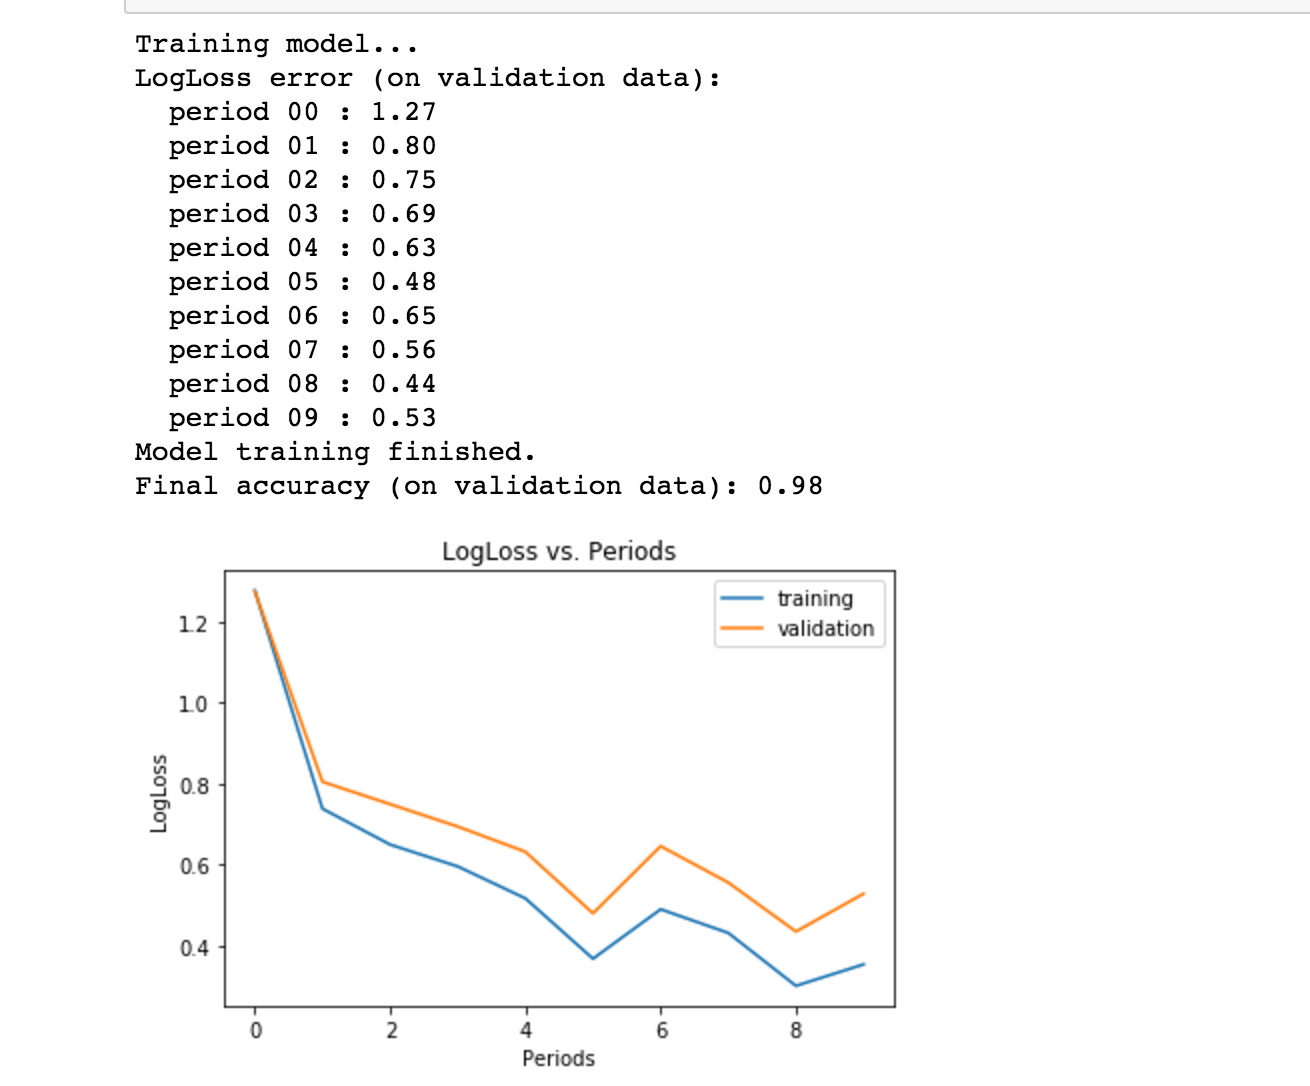 Training model...
LogLoss error (on validation data):
  period 00 : 1.27
  period 01 : 0.80
  period 02 : 0.75
  period 03 : 0.69
  period 04 : 0.63
  period 05 : 0.48
  period 06 : 0.65
  period 07 : 0.56
  period 08 : 0.44
  period 09 : 0.53
Model training finished.
Final accuracy (on validation data): 0.98
LogLoss vs. Periods
training
validation
1.2
1.0
0.8
0.6
0.4
LogLoss
0 2 4 6 8
Periods